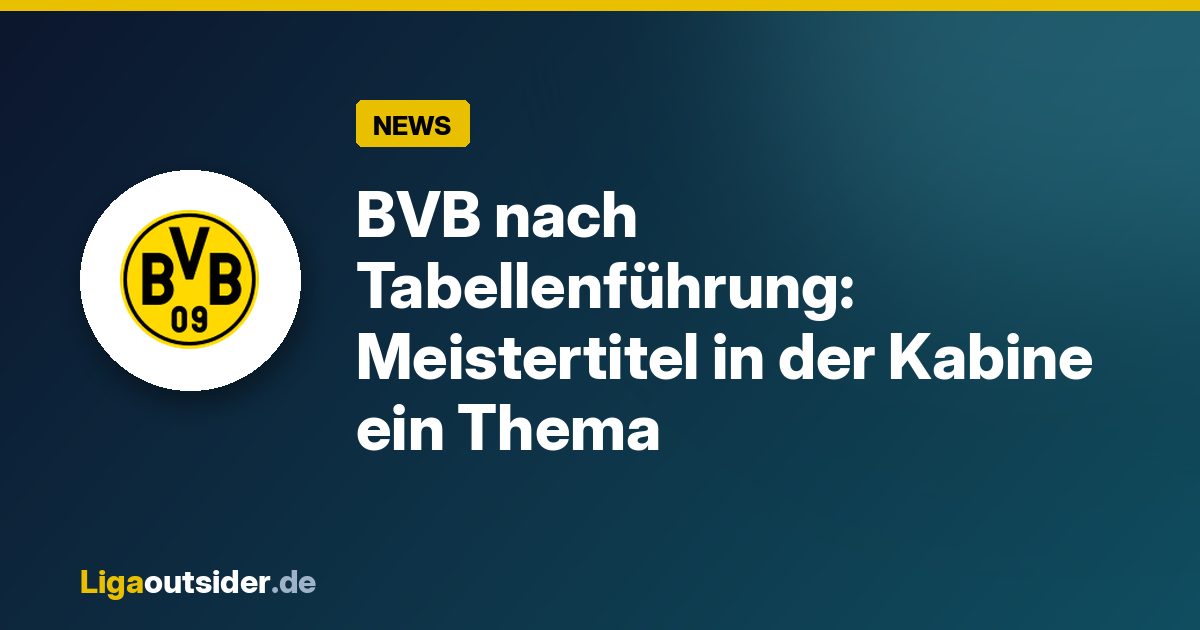 NEWS
BVB 09
BVB nach
Tabellenführung:
Meistertitel in der Kabine
ein Thema
Ligaoutsider.de